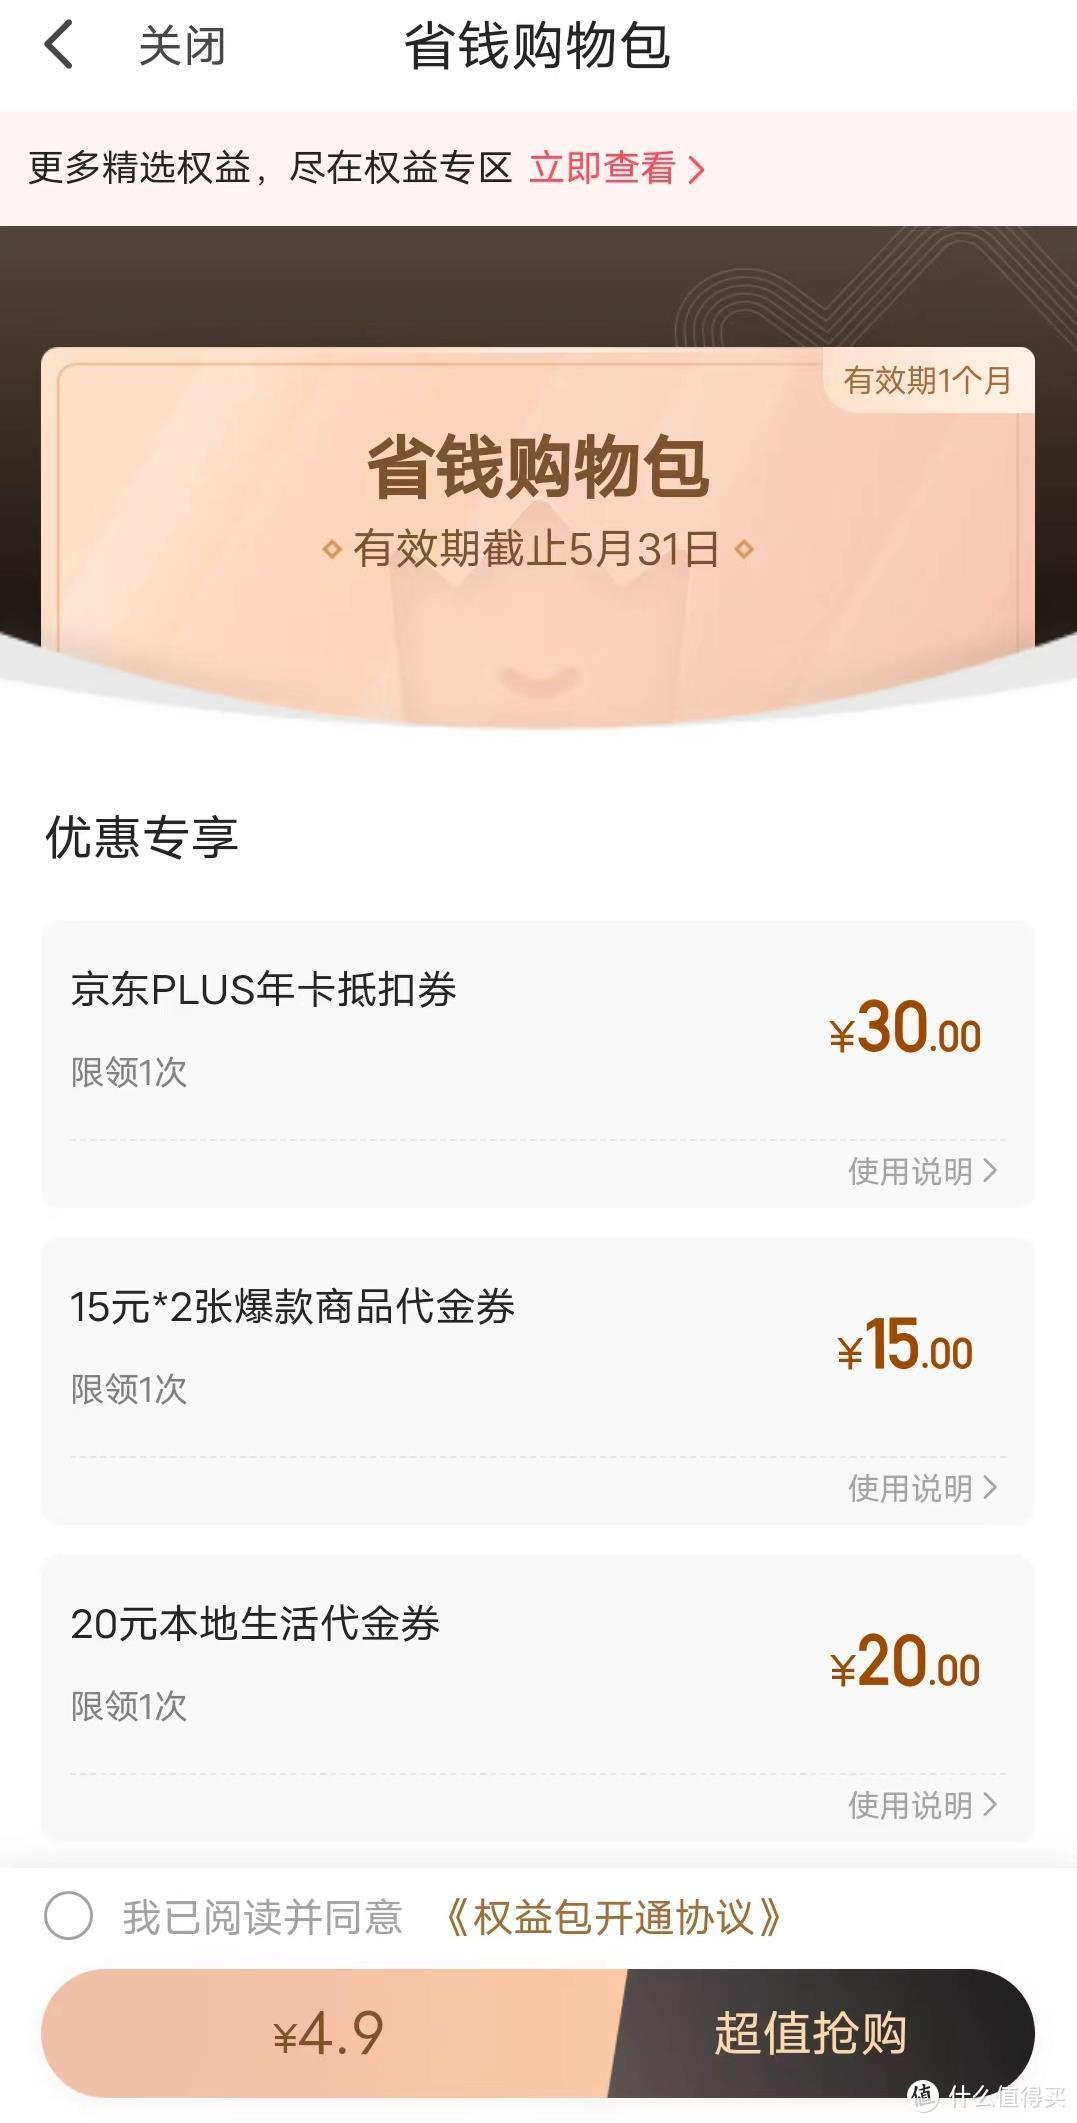 关闭
省钱购物包
更多精选权益，尽在权益专区 立即查看
有效期1个月
省钱购物包
有效期截止5月31日
优惠专享
京东PLUS年卡抵扣券
¥30.00
限领1次
使用说明
15元*2张爆款商品代金券
¥15.00
限领1次
使用说明
20元本地生活代金券
¥20.00
限领1次
使用说明
我已阅读并同意 《权益包开通协议》
¥4.9
超值抢购
值 什么值得买